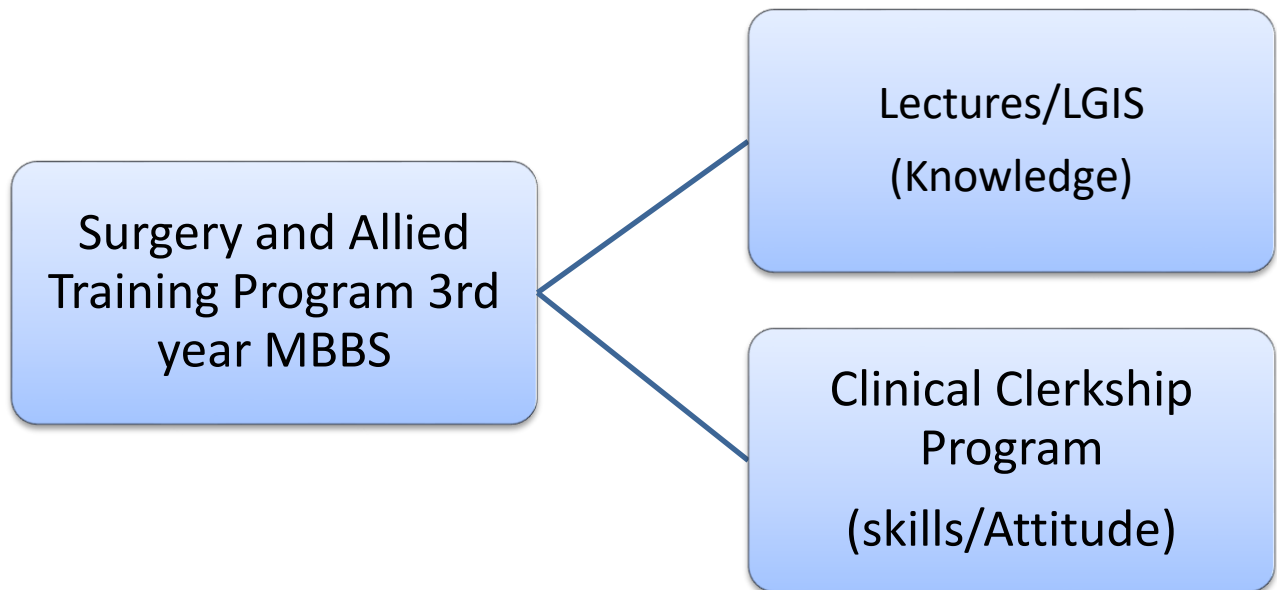 Surgery and Allied
Training Program 3rd
year MBBS
Lectures/LGIS
(Knowledge)
Clinical Clerkship
Program
(skills/Attitude)